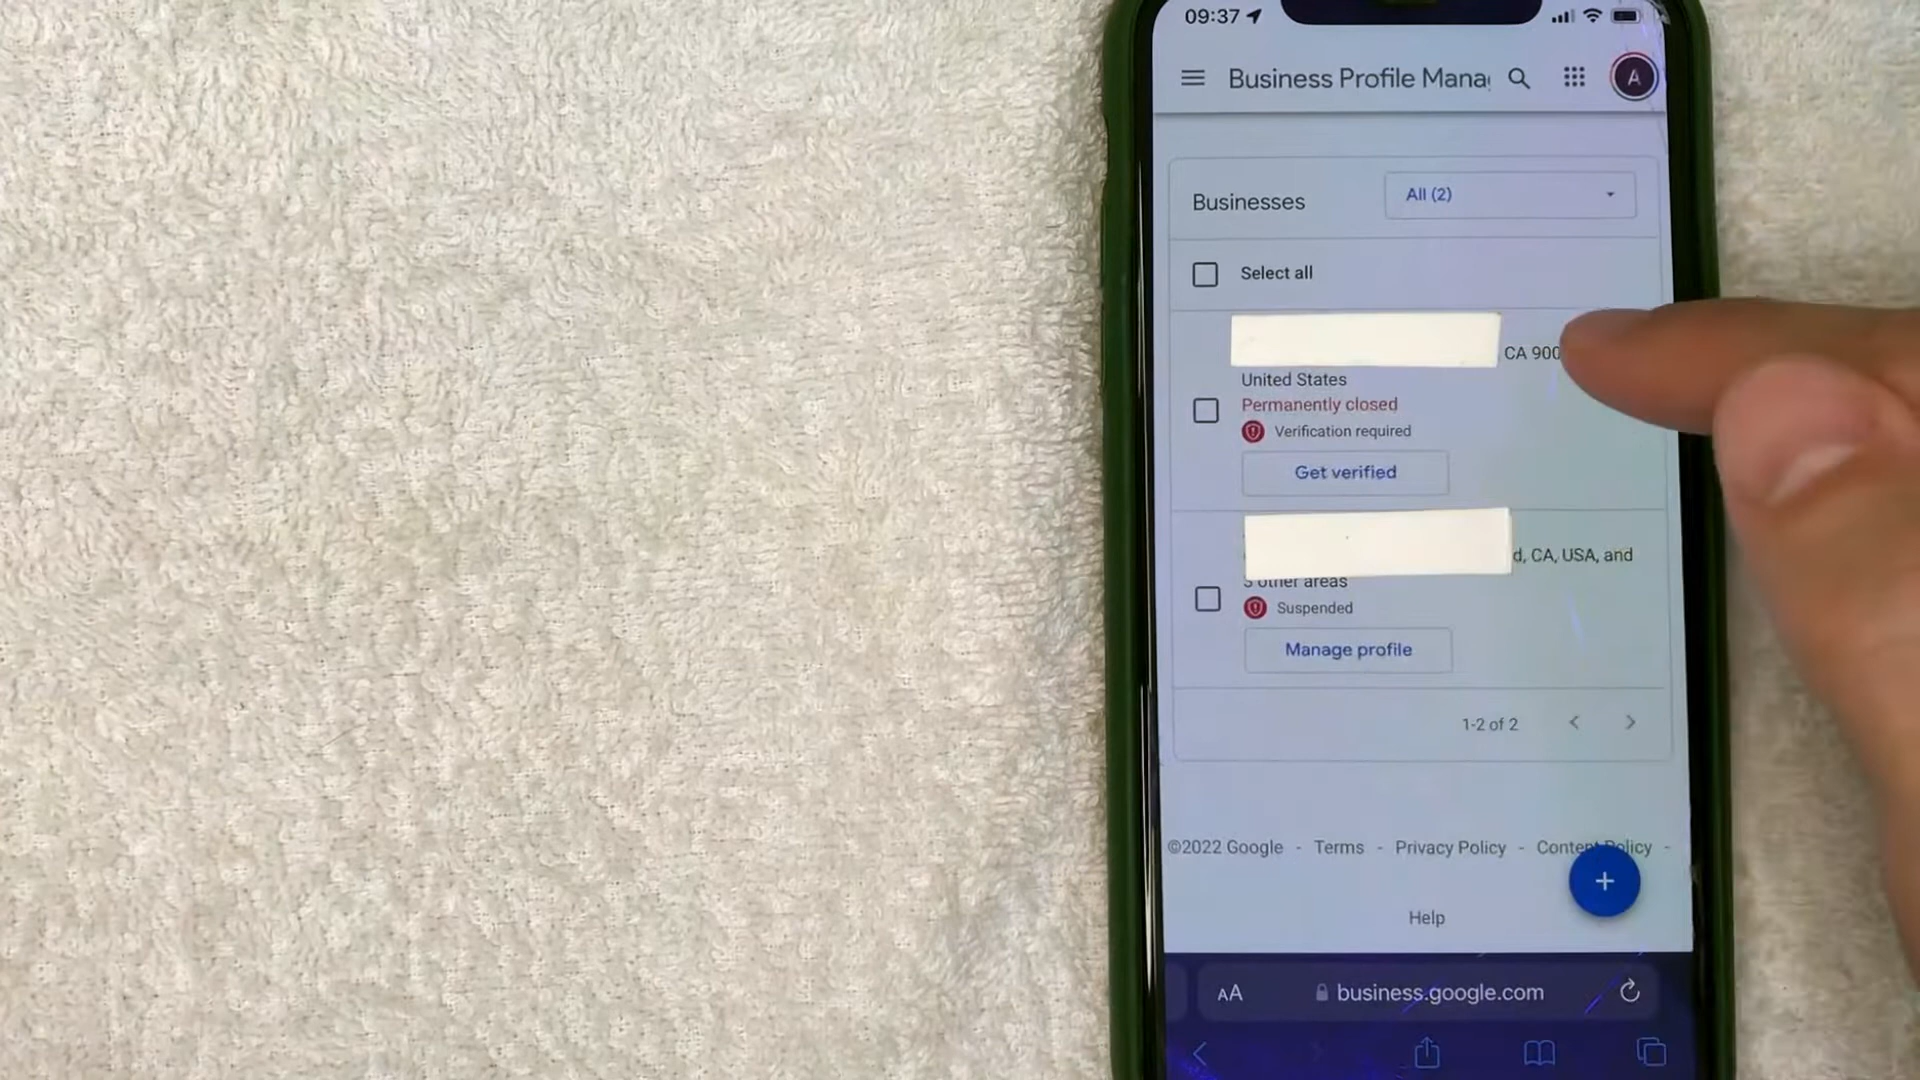 09:37
Business Profile Mana
A
Businesses
All (2)
Select all
CA 900
United States
Permanently closed
Verification required
Get verified
d, CA, USA, and
other areas
Suspended
Manage profile
1-2 of 2
©2022 Google - Terms - Privacy Policy - Content Policy -
+
Help
AA business.google.com